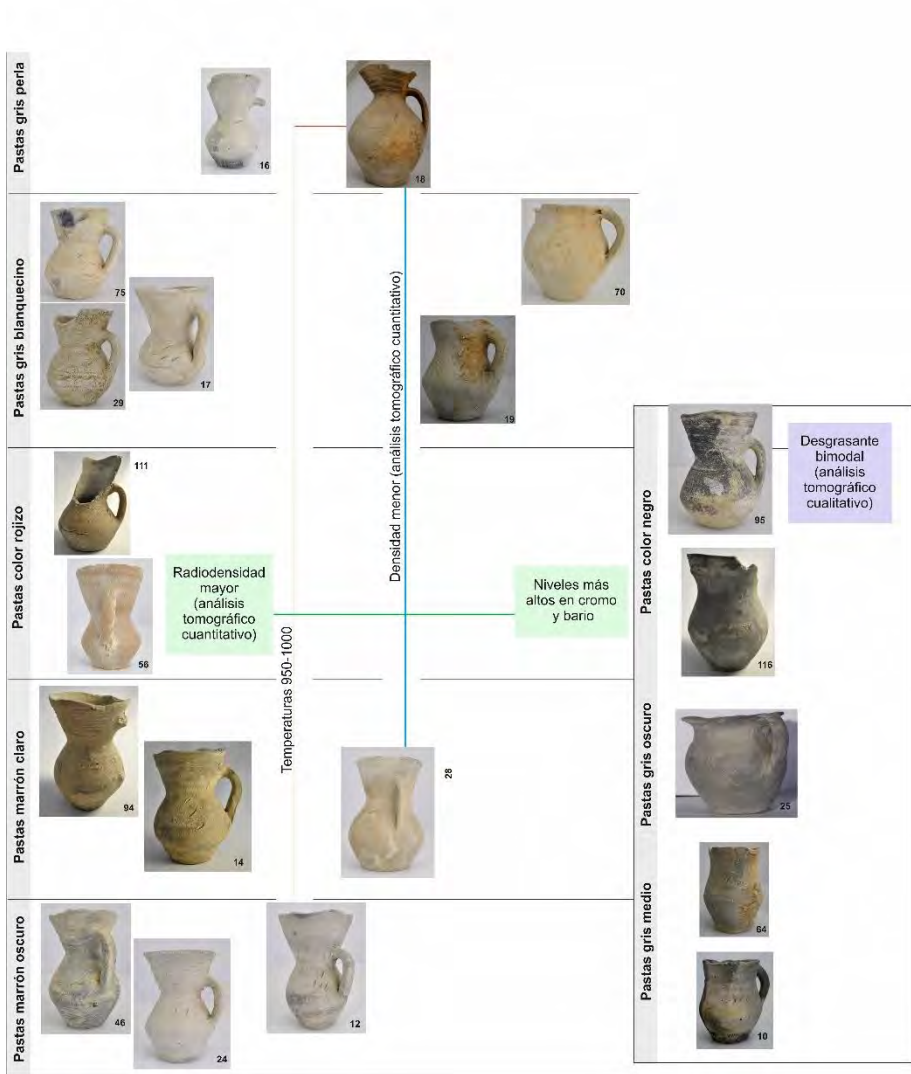 Pastas gris perla
16
18
Pastas gris blanquecino
75
29
17
70
19
Densidad menor (análisis tomográfico cuantitativo)
Pastas color rojizo
111
56
Radiodensidad
mayor
(análisis
tomográfico
cuantitativo)
Niveles más
altos en cromo
y bario
Temperaturas 950-1000
Pastas marrón claro
94
14
28
Pastas marrón oscuro
46
24
12
Pastas color negro
95
Desgrasante
bimodal
(análisis
tomográfico
cualitativo)
116
Pastas gris oscuro
25
Pastas gris medio
64
10